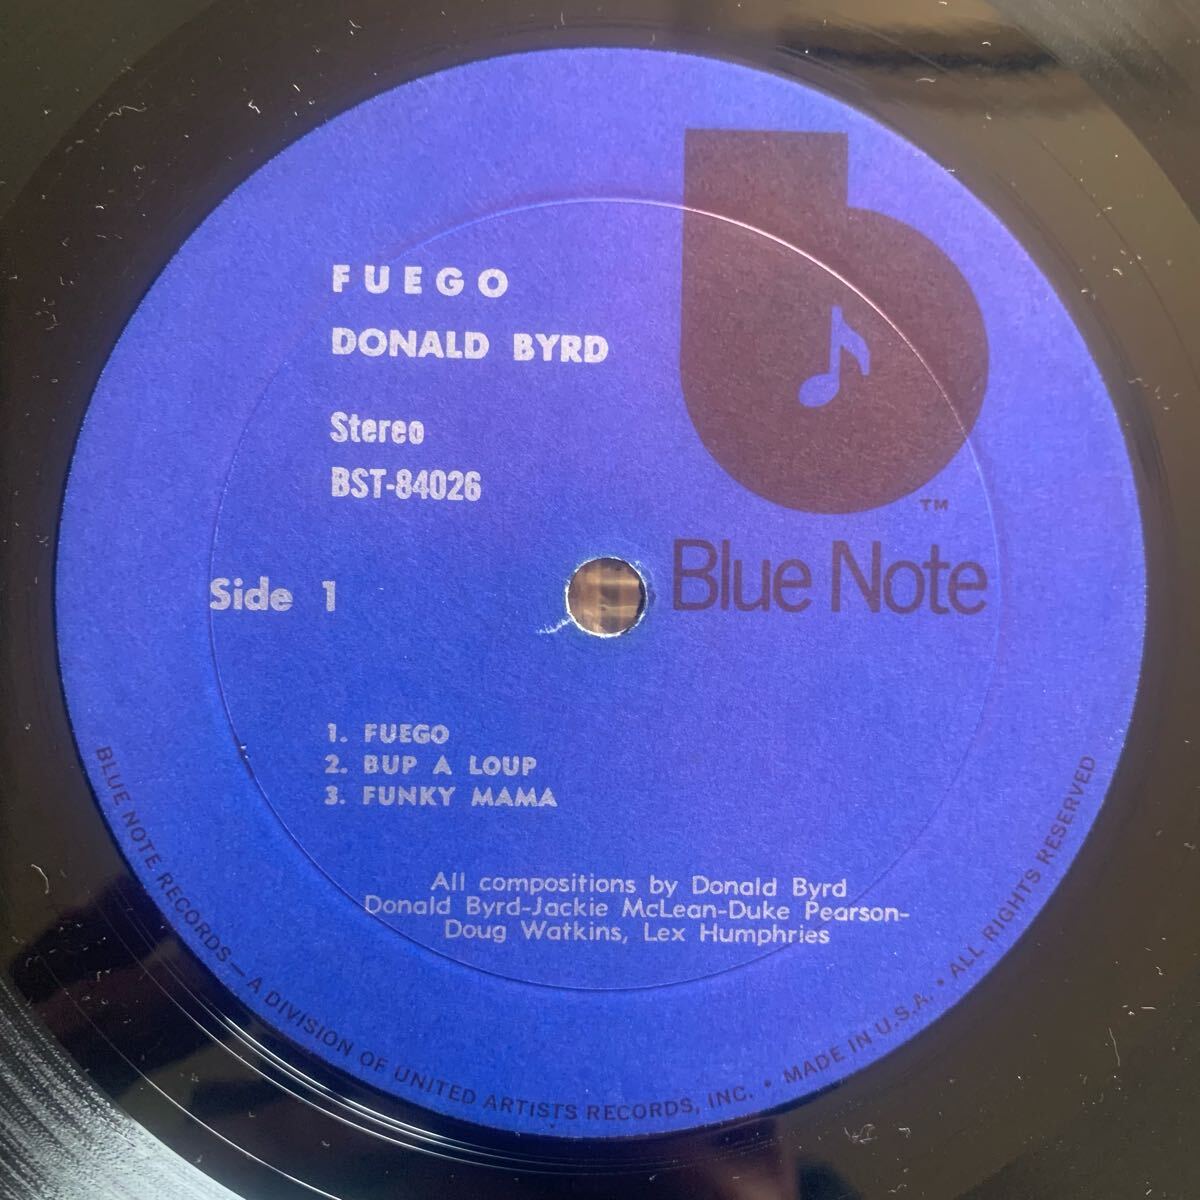 FUEGO
DONALD BYRD
Stereo
BST-84026
TM
Blue Note
Side 1
1. FUEGO
2. BUP A LOUP
3. FUNKY MAMA
All compositions by Donald Byrd
Donald Byrd-Jackie McLean-Duke Pearson-
Doug Watkins, Lex Humphries
BLUE NOTE RECORDS — A DIVISION OF UNITED ARTISTS RECORDS, INC. • MADE IN U.S.A. • ALL RIGHTS RESERVED